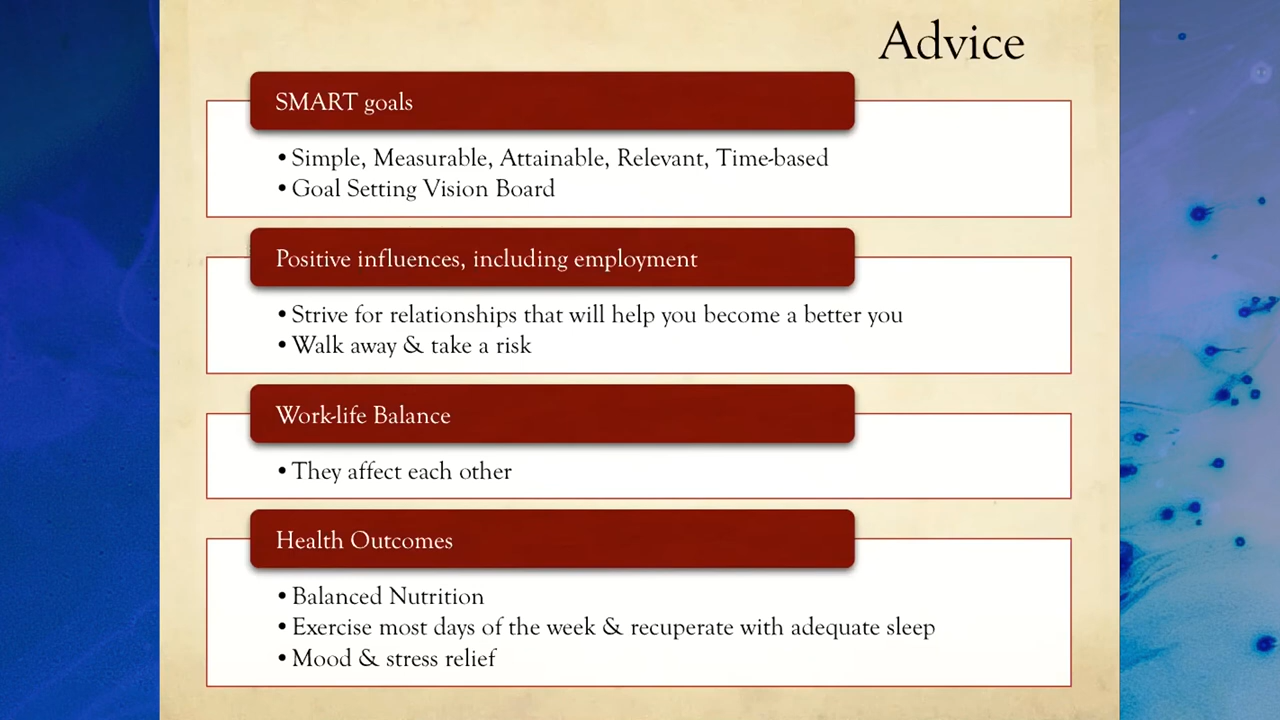 Advice
SMART goals
• Simple, Measurable, Attainable, Relevant, Time-based
• Goal Setting Vision Board
Positive influences, including employment
• Strive for relationships that will help you become a better you
• Walk away & take a risk
Work-life Balance
• They affect each other
Health Outcomes
• Balanced Nutrition
• Exercise most days of the week & recuperate with adequate sleep
• Mood & stress relief